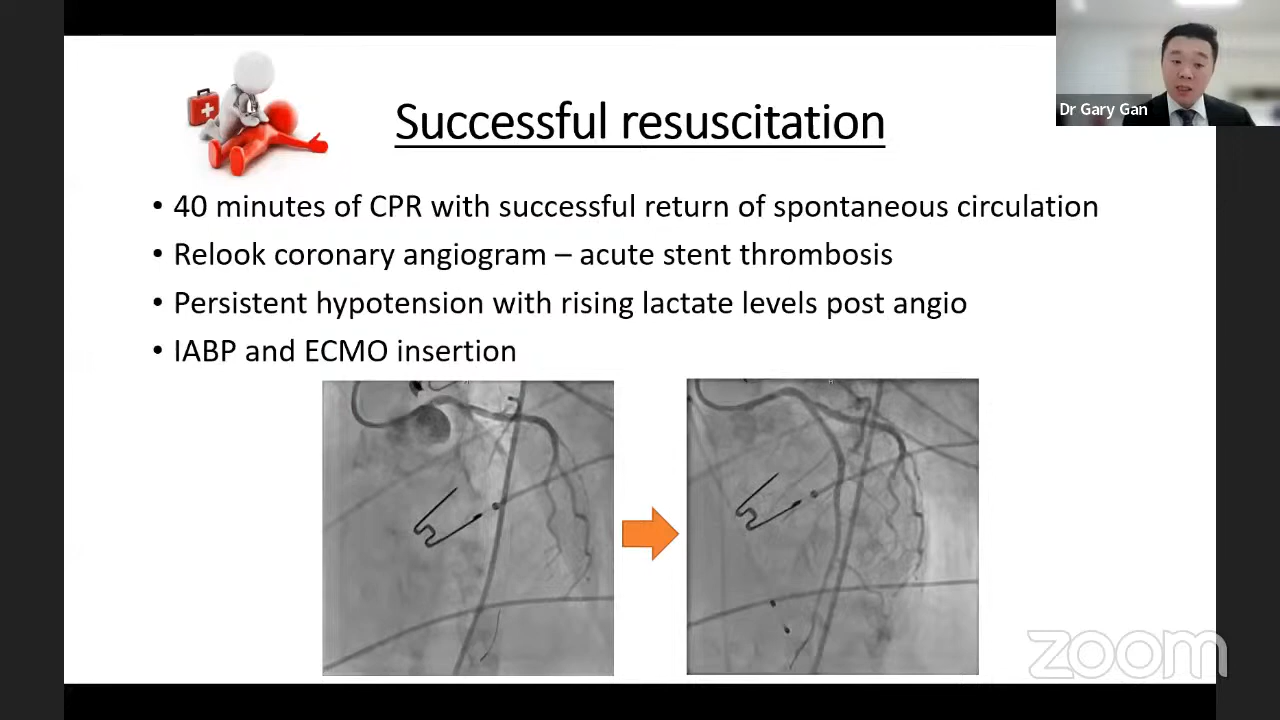 Dr Gary Gan
Successful resuscitation
• 40 minutes of CPR with successful return of spontaneous circulation
• Relook coronary angiogram – acute stent thrombosis
• Persistent hypotension with rising lactate levels post angio
• IABP and ECMO insertion
zoom